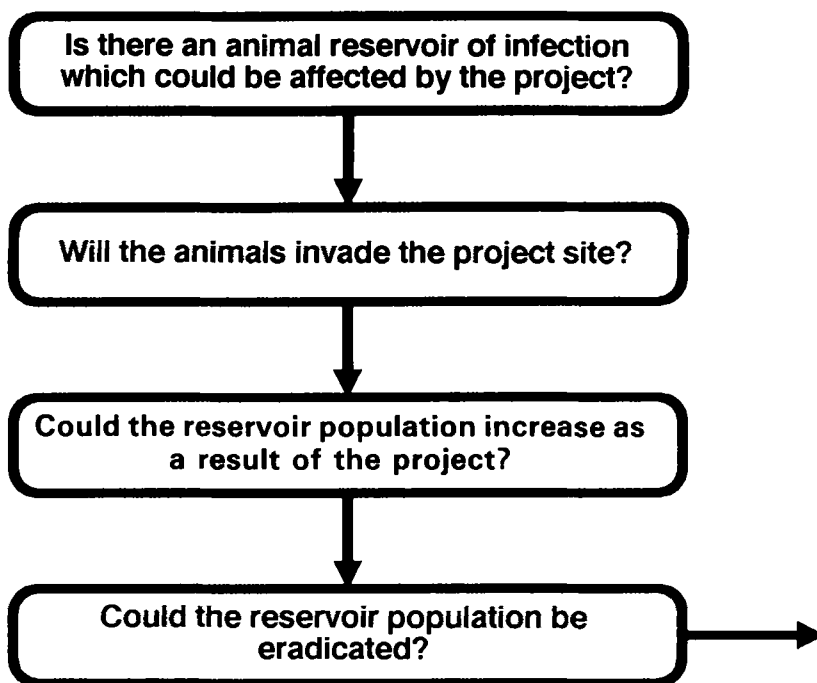 Is there an animal reservoir of infection
which could be affected by the project?
Will the animals invade the project site?
Could the reservoir population increase as
a result of the project?
Could the reservoir population be
eradicated?